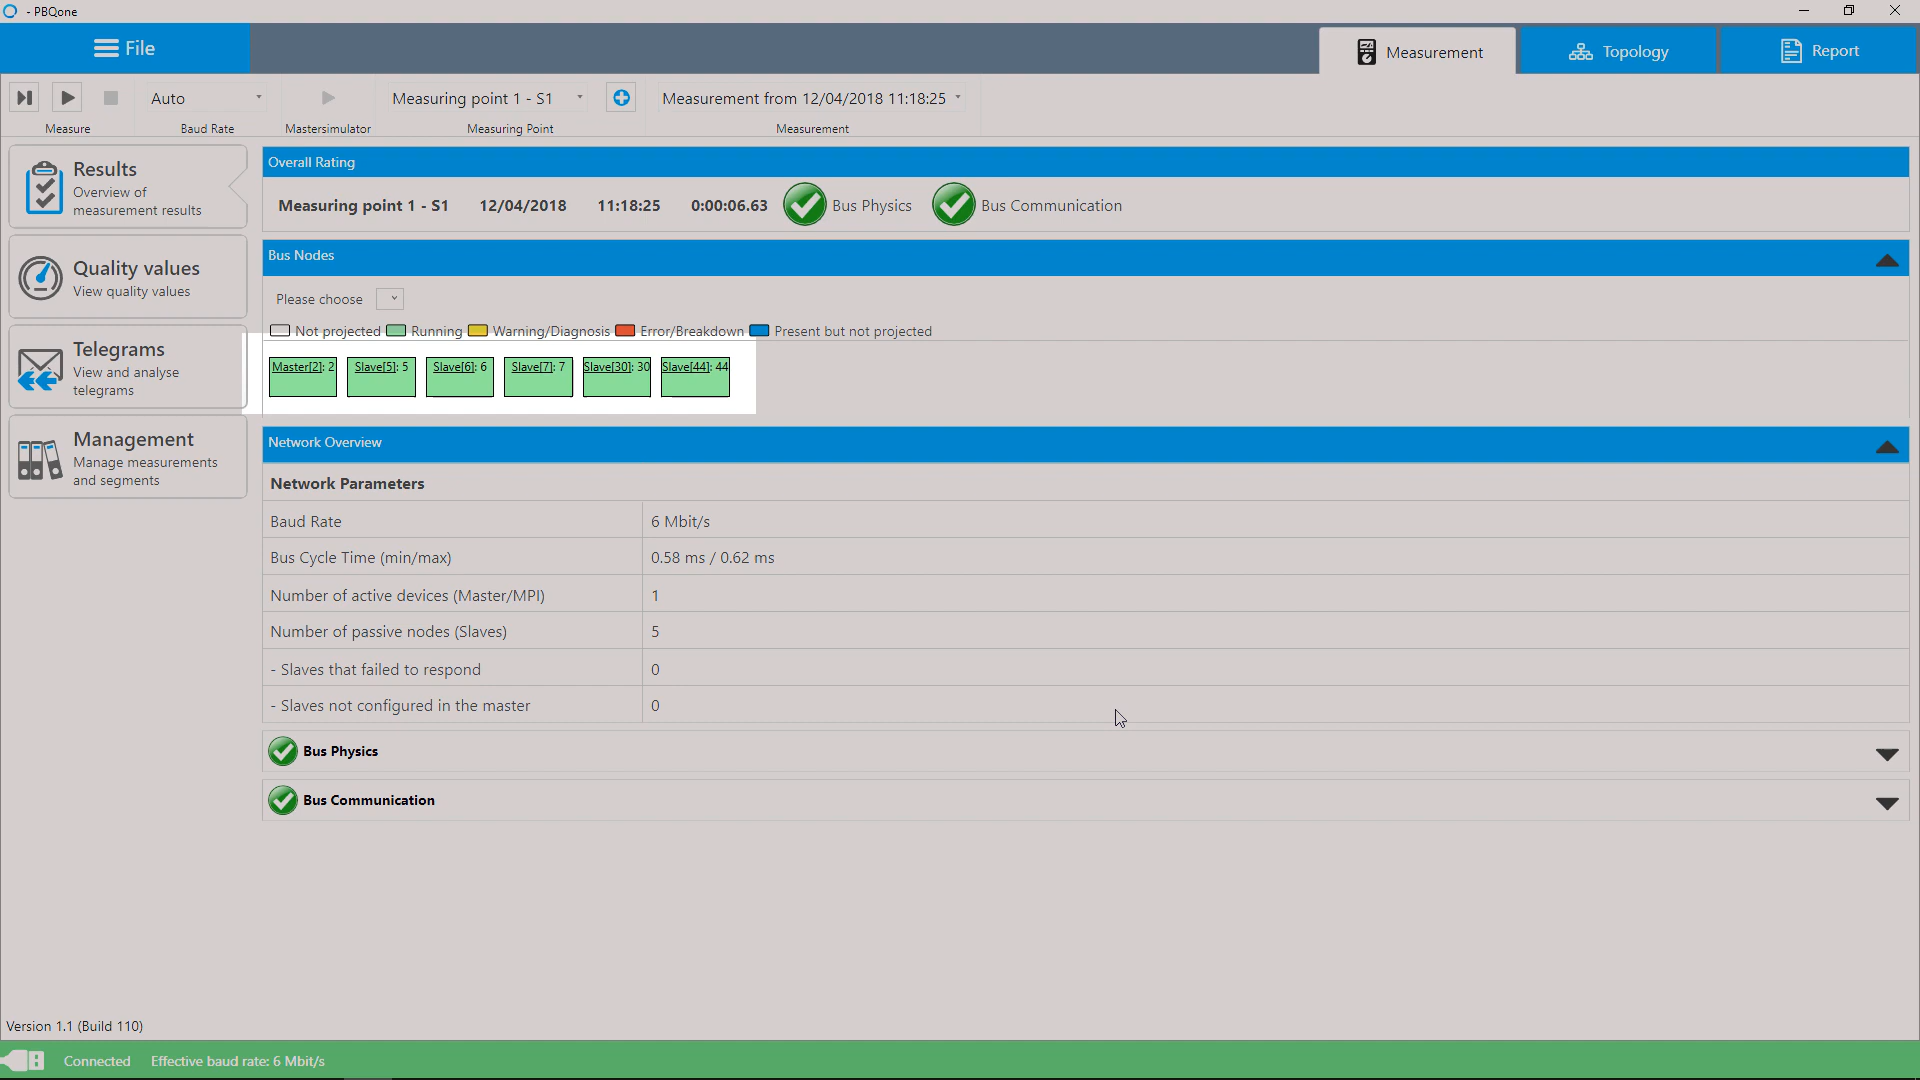 - PBQone
File
Measurement
Topology
Report
Auto
Measuring point 1 - S1
Measurement from 12/04/2018 11:18:25
Measure
Baud Rate
Mastersimulator
Measuring Point
Measurement
Results
Overview of
measurement results
Quality values
View quality values
Telegrams
View and analyse
telegrams
Management
Manage measurements
and segments
Overall Rating
Measuring point 1 - S1 12/04/2018 11:18:25 0:00:06.63 Bus Physics Bus Communication
Bus Nodes
Please choose
Not projected Running Warning/Diagnosis Error/Breakdown Present but not projected
Master[2]: 2 Slave[5]: 5 Slave[6]: 6 Slave[7]: 7 Slave[30]: 30 Slave[44]: 44
Network Overview
Network Parameters
Baud Rate 6 Mbit/s
Bus Cycle Time (min/max) 0.58 ms / 0.62 ms
Number of active devices (Master/MPI) 1
Number of passive nodes (Slaves) 5
- Slaves that failed to respond 0
- Slaves not configured in the master 0
Bus Physics
Bus Communication
Version 1.1 (Build 110)
Connected Effective baud rate: 6 Mbit/s